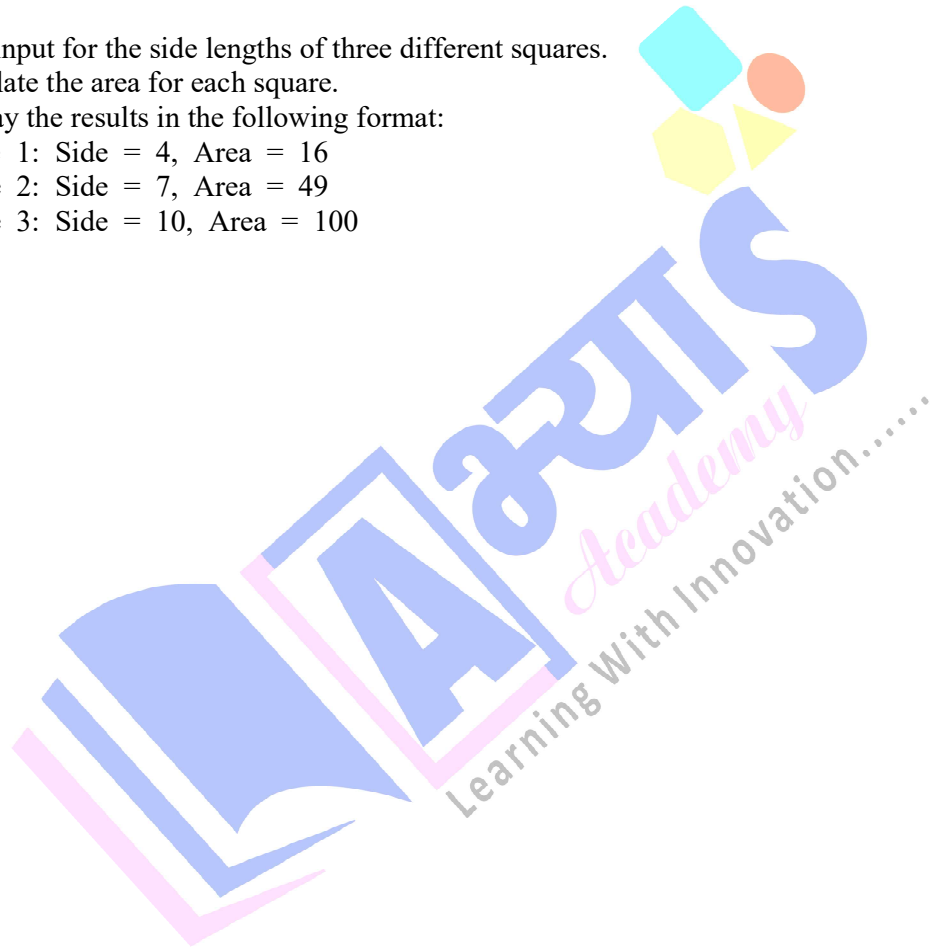 input for the side lengths of three different squares.
late the area for each square.
ay the results in the following format:
e 1: Side = 4, Area = 16
e 2: Side = 7, Area = 49
e 3: Side = 10, Area = 100
Aभ्याS
Academy
Learning With Innovation......